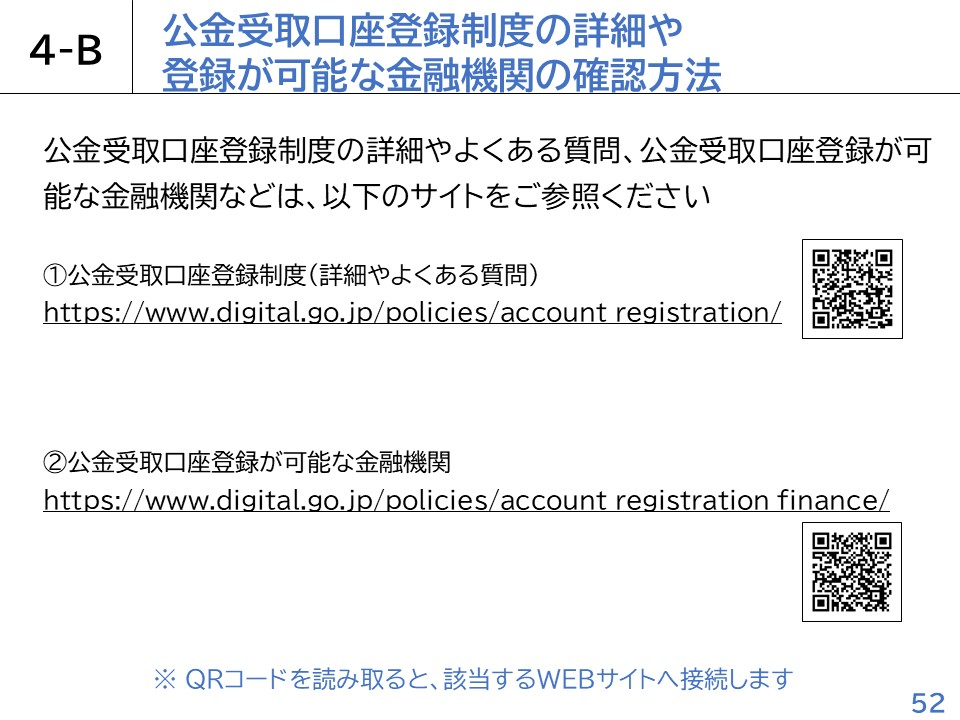 4-B
公金受取口座登録制度の詳細や
登録が可能な金融機関の確認方法
公金受取口座登録制度の詳細やよくある質問、公金受取口座登録が可
能な金融機関などは、以下のサイトをご参照ください
①公金受取口座登録制度（詳細やよくある質問）
https://www.digital.go.jp/policies/account_registration/
②公金受取口座登録が可能な金融機関
https://www.digital.go.jp/policies/account_registration_finance/
※ QRコードを読み取ると、該当するWEBサイトへ接続します
52